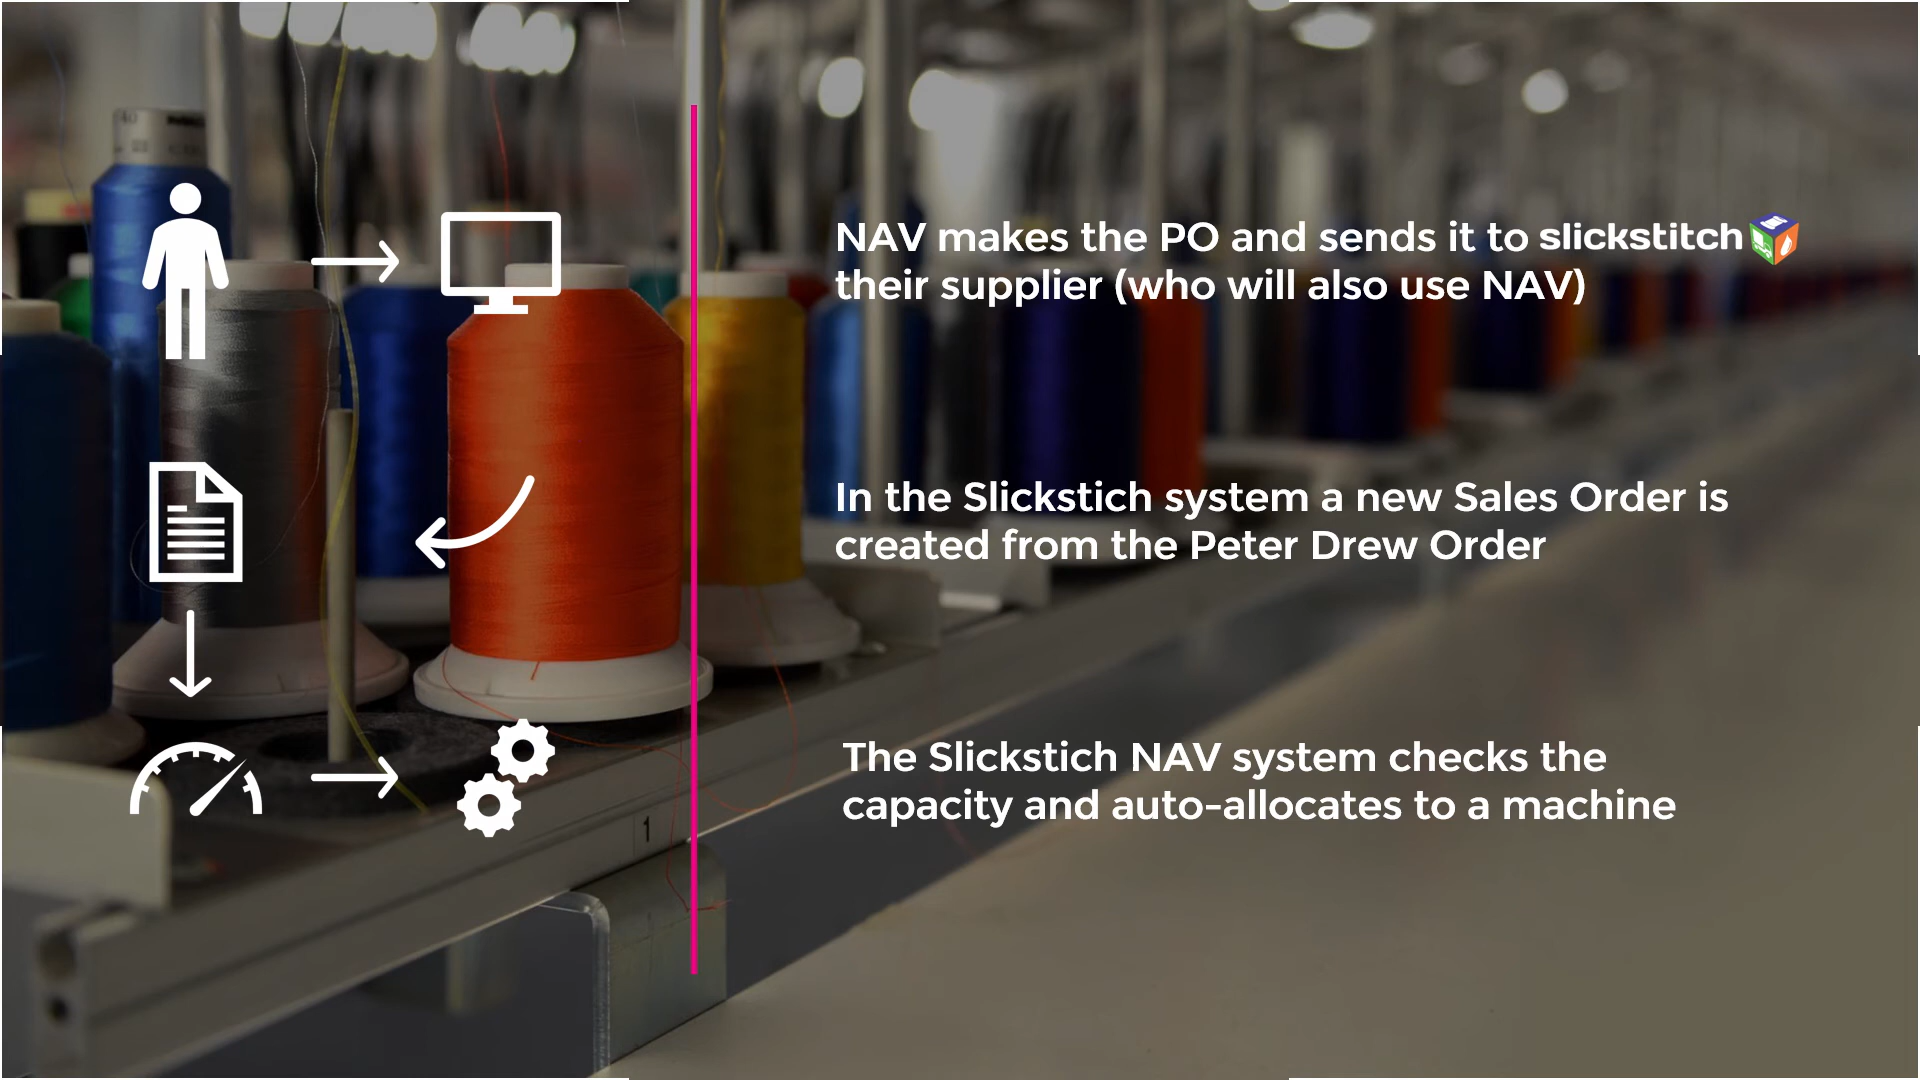 NAV makes the PO and sends it to slickstitch
their supplier (who will also use NAV)
In the Slickstich system a new Sales Order is
created from the Peter Drew Order
The Slickstich NAV system checks the
capacity and auto-allocates to a machine
40
1